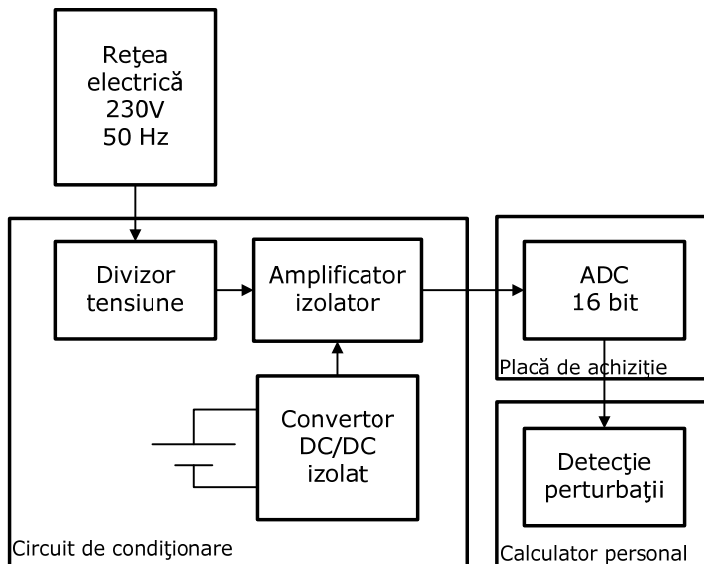 Reţea
electrică
230V
50 Hz
Divizor
tensiune
Amplificator
izolator
ADC
16 bit
Placă de achiziţie
Convertor
DC/DC
izolat
Detecţie
perturbaţii
Circuit de condiţionare
Calculator personal